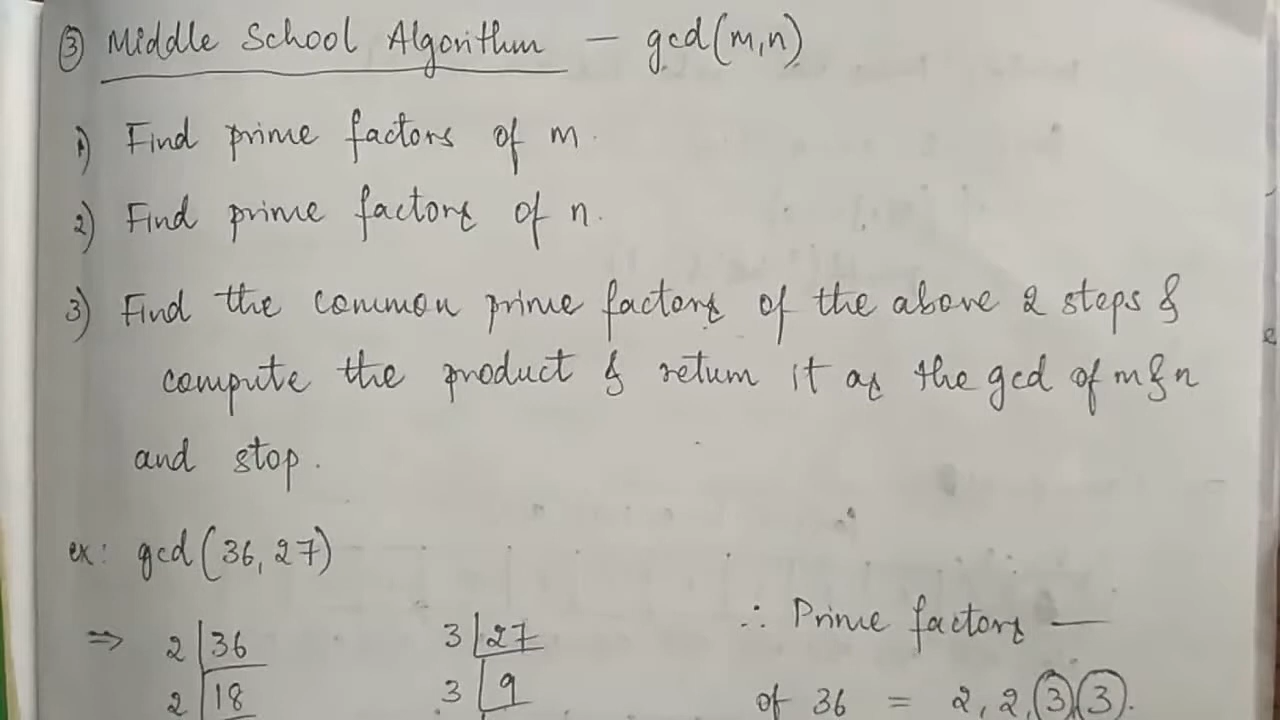 ③ Middle School Algorithm — gcd(m,n)
1) Find prime factors of m.
2) Find prime factors of n.
3) Find the common prime factors of the above 2 steps &
compute the product & return it as the gcd of m & n
and stop.
ex: gcd(36, 27)
∴ Prime factors —
⇒ 2 | 36 3 | 27
2 | 18 3 | 9 of 36 = 2, 2, ③ ③.